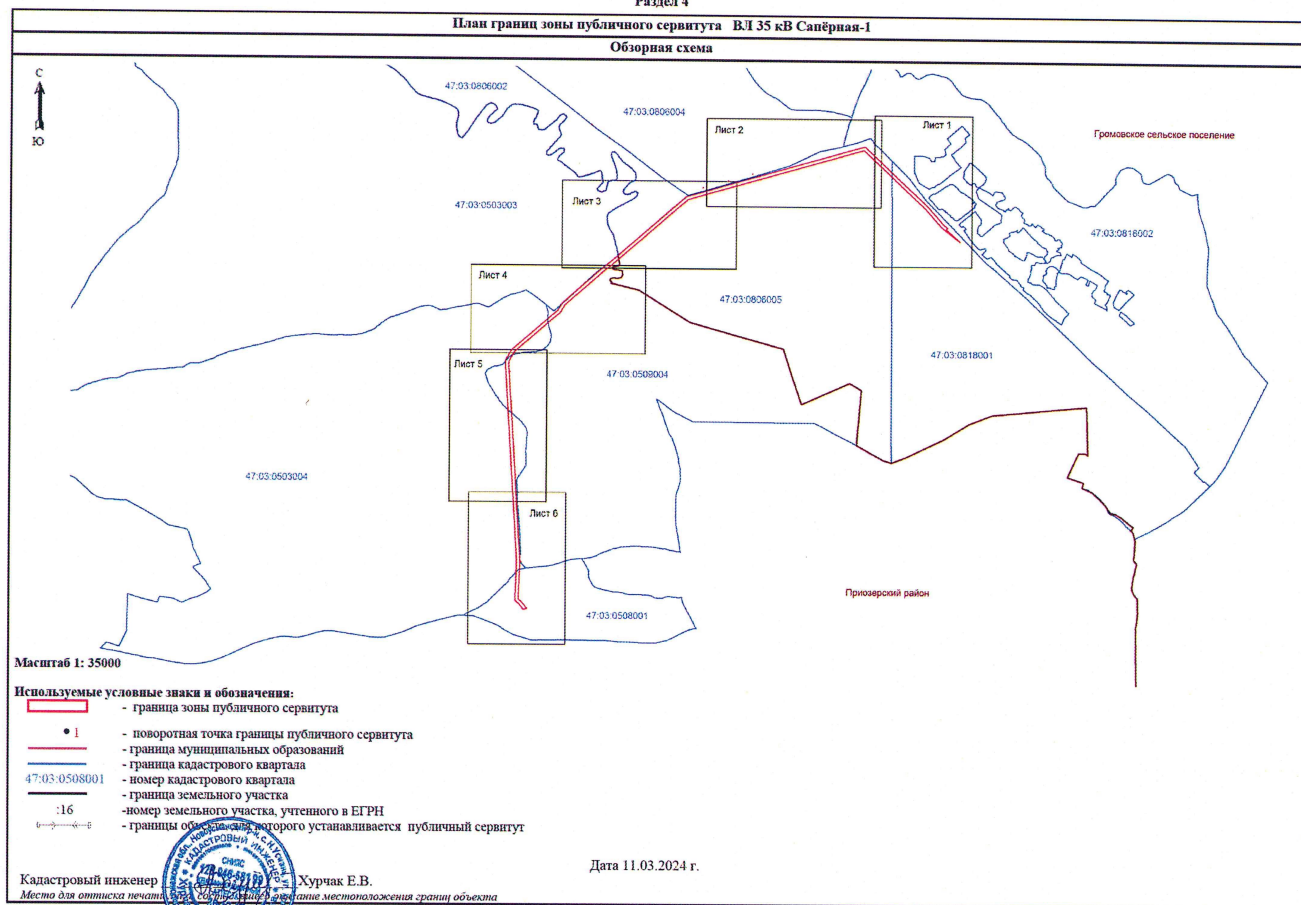 Раздел 4
План границ зоны публичного сервитута ВЛ 35 кВ Сапёрная-1
Обзорная схема
С
Ю
47:03:0806002
47:03:0806004
Лист 2
Лист 1
Громовское сельское поселение
Лист 3
47:03:0503003
47:03:0816002
Лист 4
47:03:0806005
Лист 5
47:03:0509004
47:03:0818001
47:03:0503004
Лист 6
Приозерский район
47:03:0508001
Масштаб 1: 35000
Используемые условные знаки и обозначения:
- граница зоны публичного сервитута
1 - поворотная точка границы публичного сервитута
- граница муниципальных образований
- граница кадастрового квартала
47:03:0508001 - номер кадастрового квартала
- граница земельного участка
:16 -номер земельного участка, учтенного в ЕГРН
- границы объекта, для которого устанавливается публичный сервитут
КАДАСТРОВЫЙ ИНЖЕНЕР
СНИЛС
Дата 11.03.2024 г.
Кадастровый инженер Хурчак Е.В.
Место для оттиска печати описание местоположения границ объекта